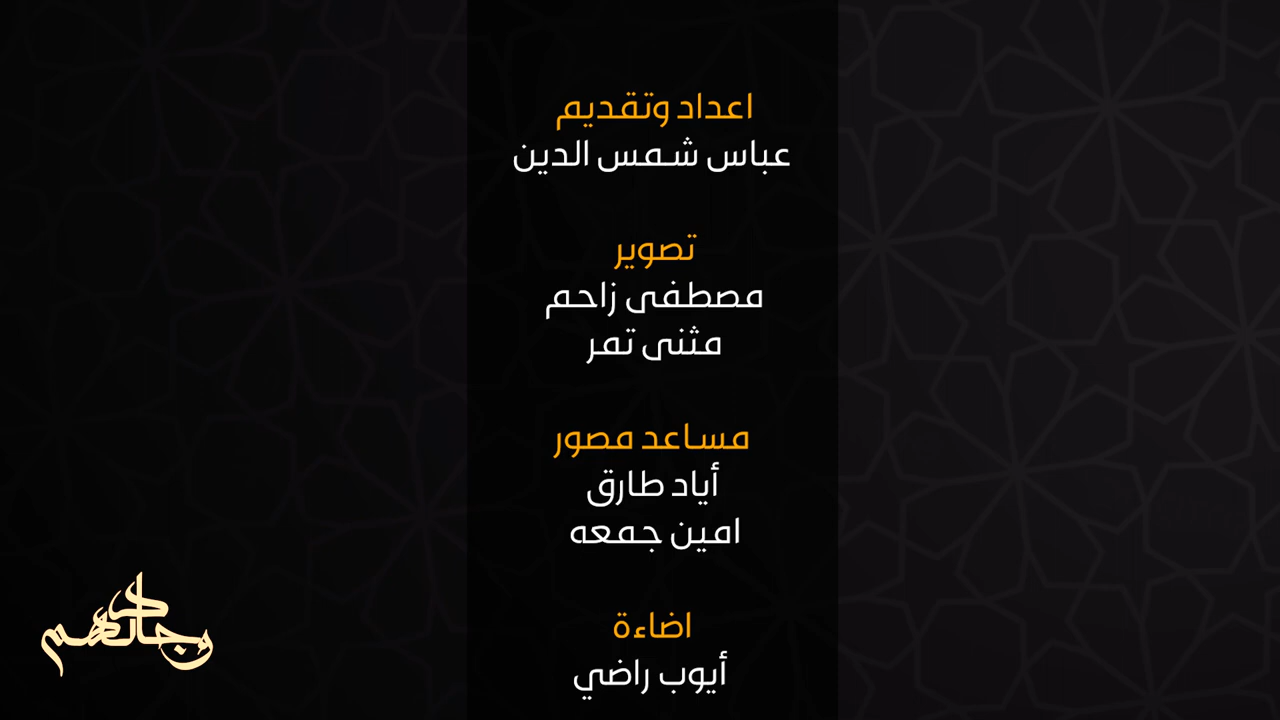 اعداد وتقديم
عباس شمس الدين
تصوير
مصطفى زاحم
مثنى تمر
مساعد مصور
أياد طارق
امين جمعه
اضاءة
أيوب راضي
وجادلهم